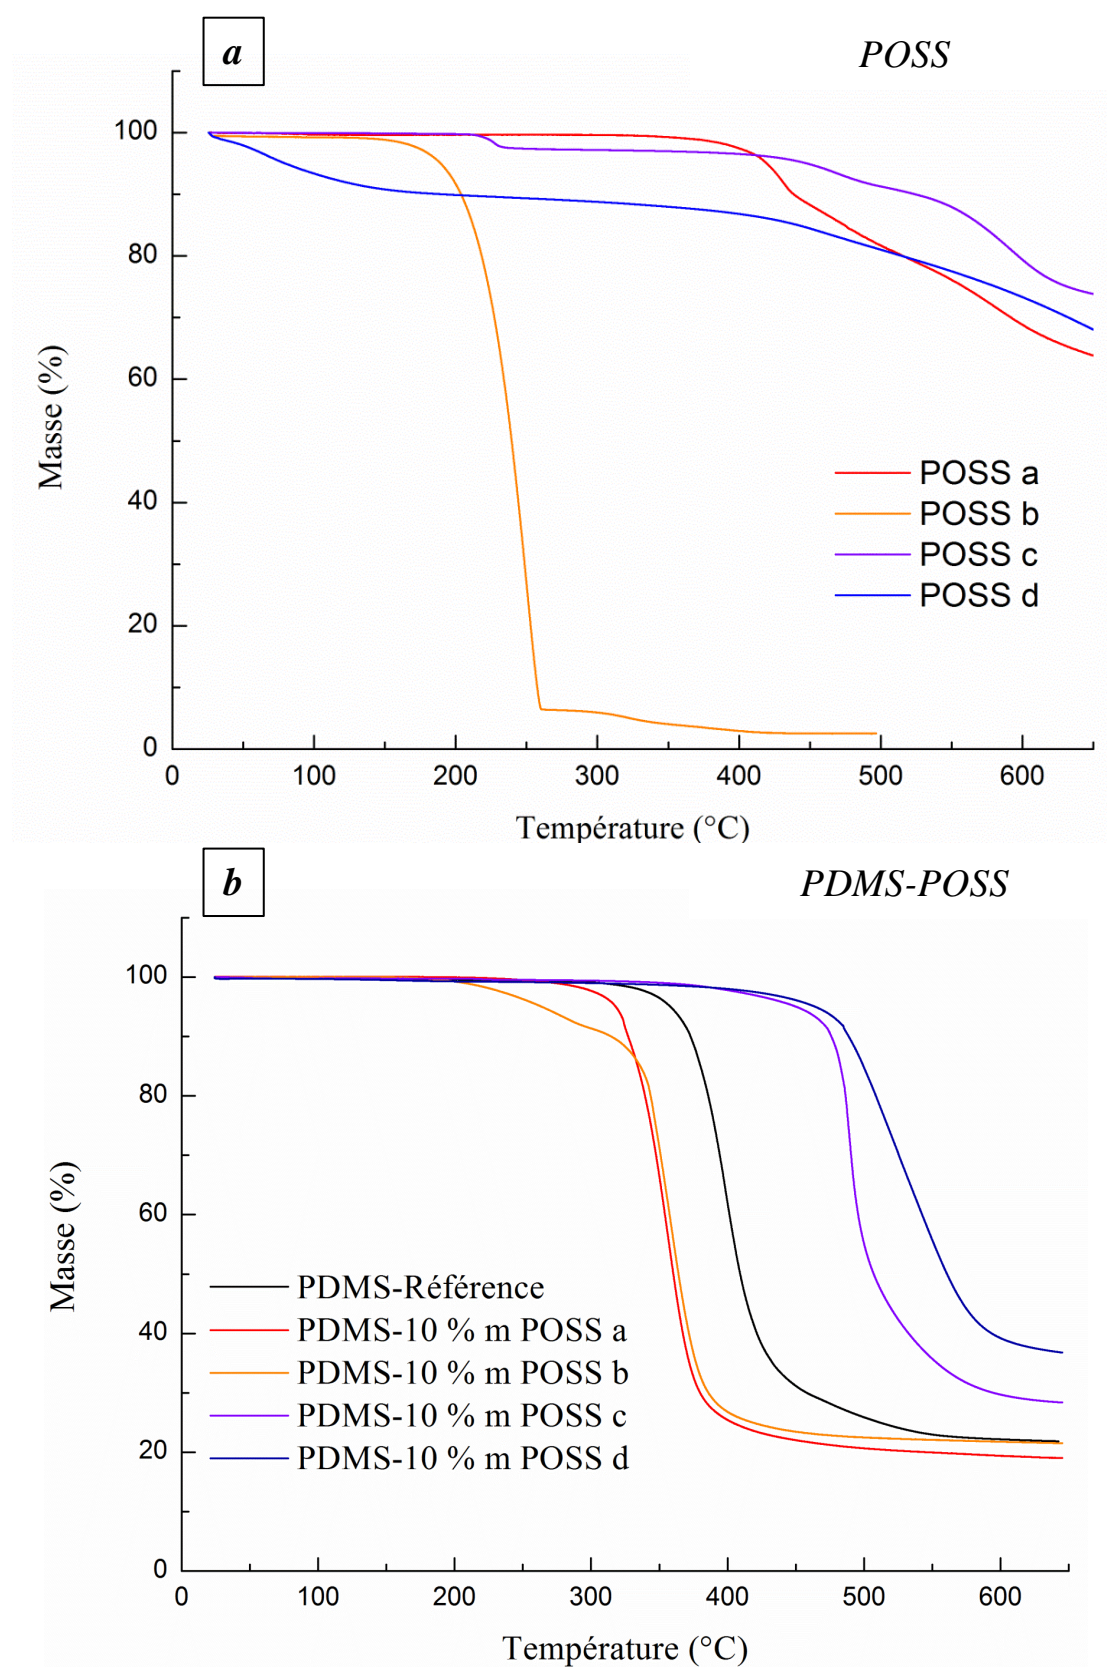 a
POSS
100
80
60
40
20
0
Masse (%)
POSS a
POSS b
POSS c
POSS d
0 100 200 300 400 500 600
Température (°C)
b
PDMS-POSS
100
80
60
40
20
0
Masse (%)
PDMS-Référence
PDMS-10 % m POSS a
PDMS-10 % m POSS b
PDMS-10 % m POSS c
PDMS-10 % m POSS d
0 100 200 300 400 500 600
Température (°C)